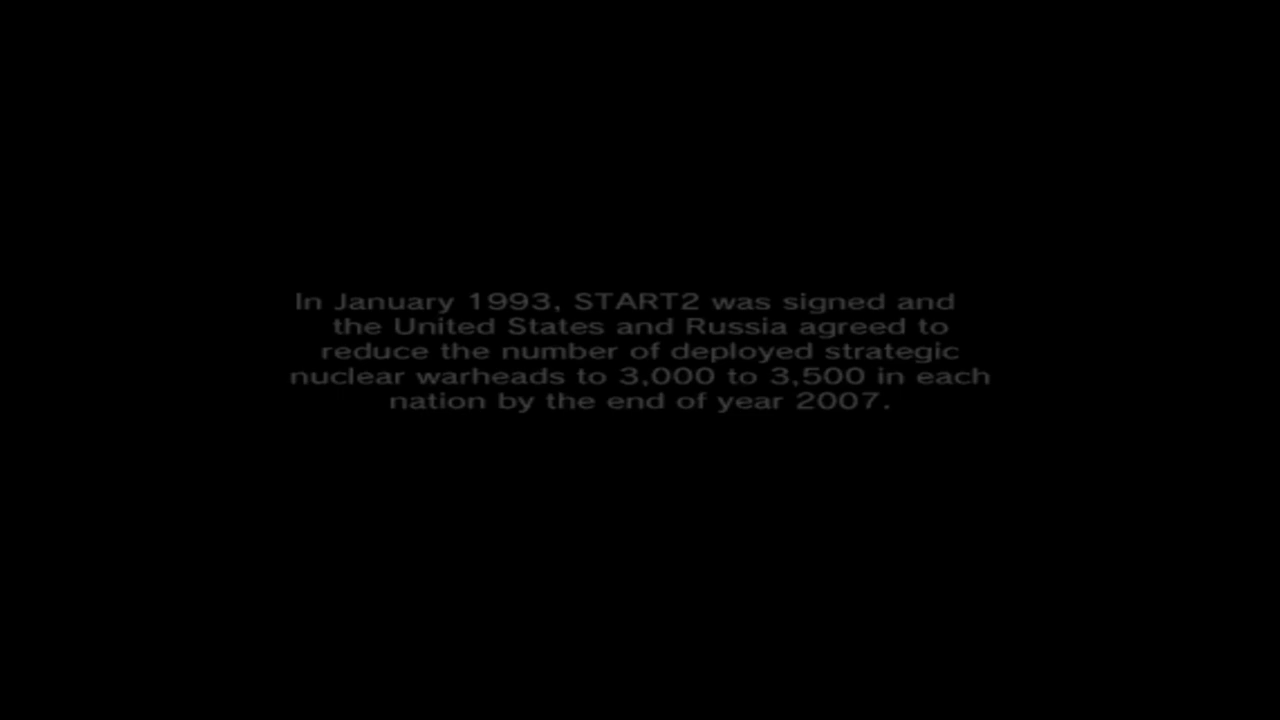 In January 1993, START2 was signed and
the United States and Russia agreed to
reduce the number of deployed strategic
nuclear warheads to 3,000 to 3,500 in each
nation by the end of year 2007.